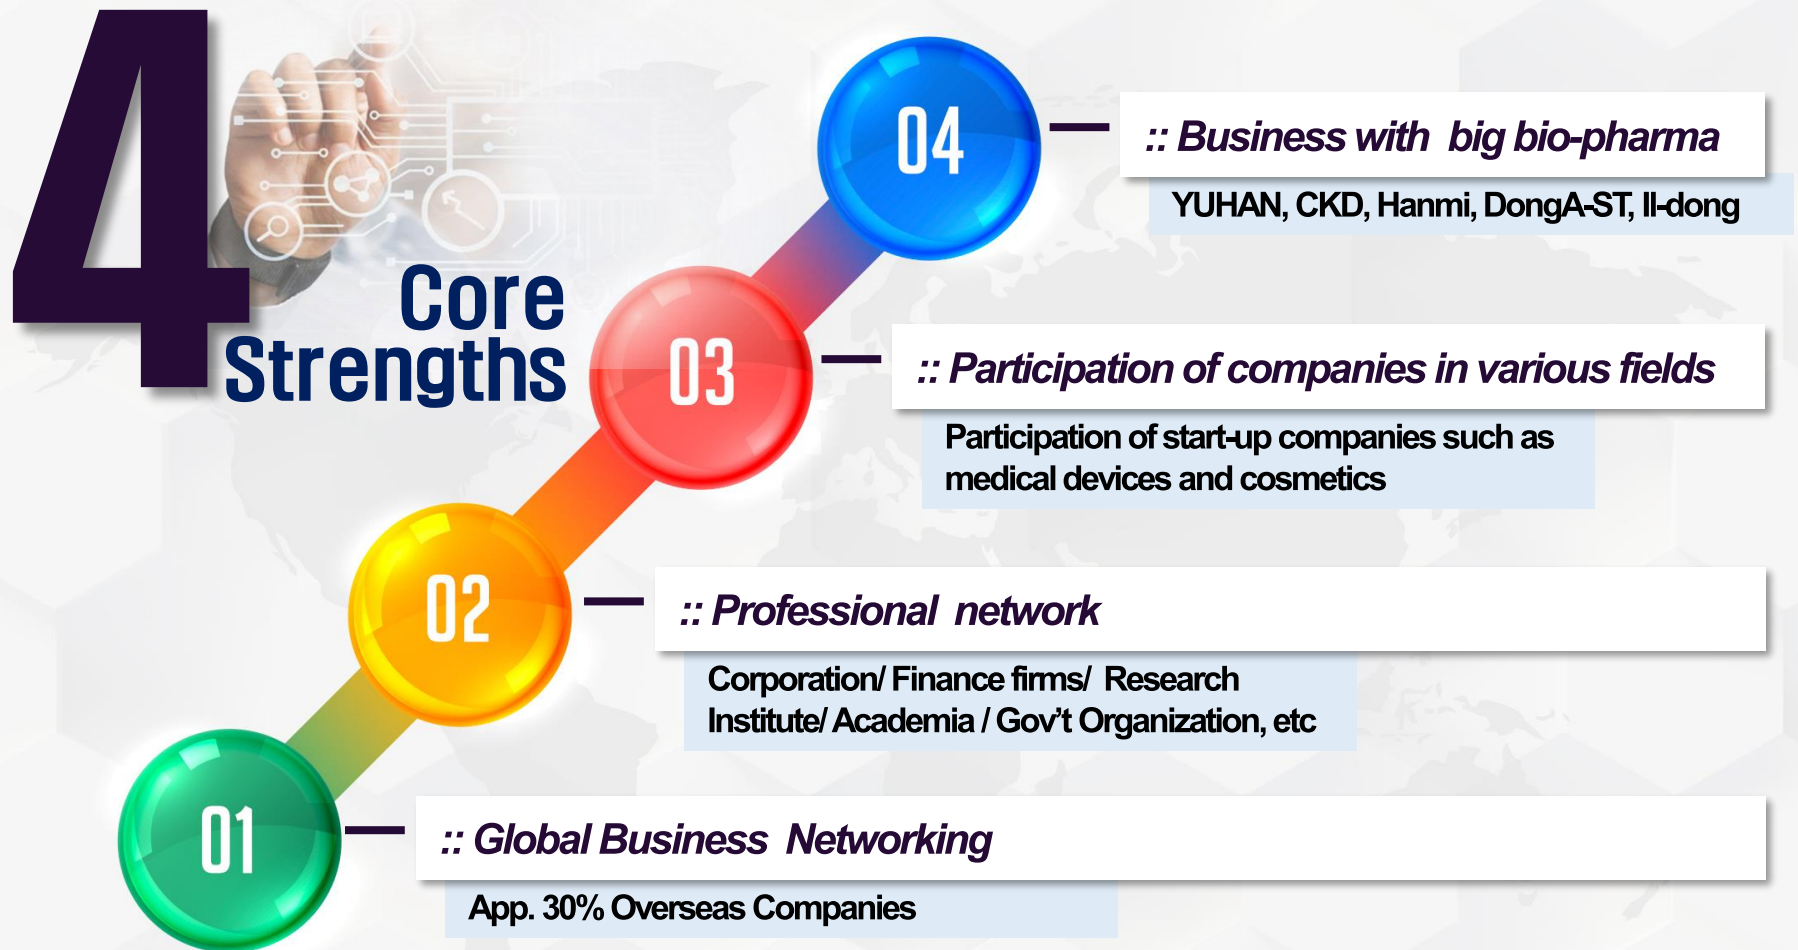 4
Core
Strengths
04
:: Business with big bio-pharma
YUHAN, CKD, Hanmi, DongA-ST, Il-dong
03
:: Participation of companies in various fields
Participation of start-up companies such as
medical devices and cosmetics
02
:: Professional network
Corporation/ Finance firms/ Research
Institute/ Academia / Gov't Organization, etc
01
:: Global Business Networking
App. 30% Overseas Companies